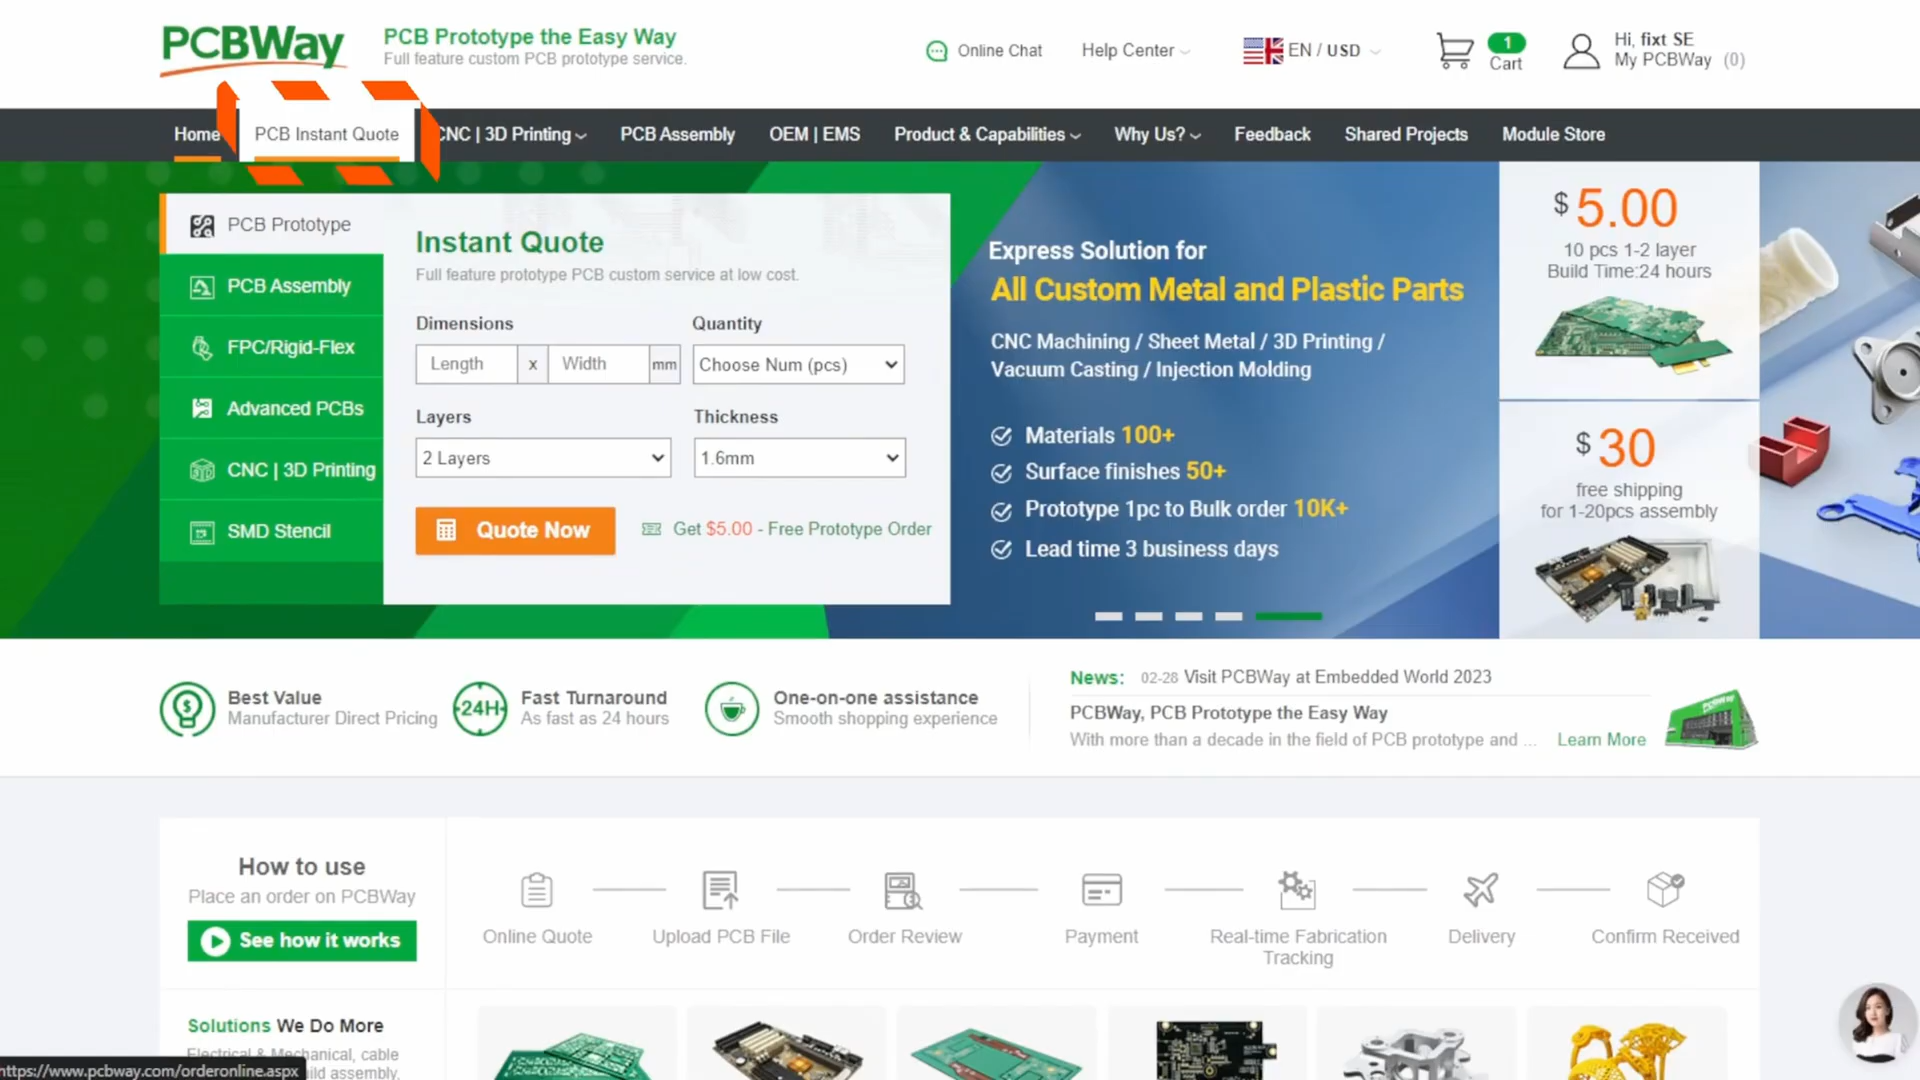 PCBWay
PCB Prototype the Easy Way
Full feature custom PCB prototype service.
Online Chat
Help Center
EN / USD
1
Cart
Hi, fixt SE
My PCBWay (0)
Home
PCB Instant Quote
CNC | 3D Printing
PCB Assembly
OEM | EMS
Product & Capabilities
Why Us?
Feedback
Shared Projects
Module Store
PCB Prototype
PCB Assembly
FPC/Rigid-Flex
Advanced PCBs
CNC | 3D Printing
SMD Stencil
Instant Quote
Full feature prototype PCB custom service at low cost.
Dimensions
Quantity
Length x Width mm
Choose Num (pcs)
Layers
Thickness
2 Layers
1.6mm
Quote Now
Get $5.00 - Free Prototype Order
Express Solution for
All Custom Metal and Plastic Parts
CNC Machining / Sheet Metal / 3D Printing /
Vacuum Casting / Injection Molding
Materials 100+
Surface finishes 50+
Prototype 1pc to Bulk order 10K+
Lead time 3 business days
$ 5.00
10 pcs 1-2 layer
Build Time:24 hours
$ 30
free shipping
for 1-20pcs assembly
Best Value
Manufacturer Direct Pricing
24H
Fast Turnaround
As fast as 24 hours
One-on-one assistance
Smooth shopping experience
News: 02-28 Visit PCBWay at Embedded World 2023
PCBWay, PCB Prototype the Easy Way
With more than a decade in the field of PCB prototype and ... Learn More
How to use
Place an order on PCBWay
See how it works
Online Quote
Upload PCB File
Order Review
Payment
Real-time Fabrication
Tracking
Delivery
Confirm Received
Solutions We Do More
Electrical & Mechanical, cable
assembly,
https://www.pcbway.com/orderonline.aspx